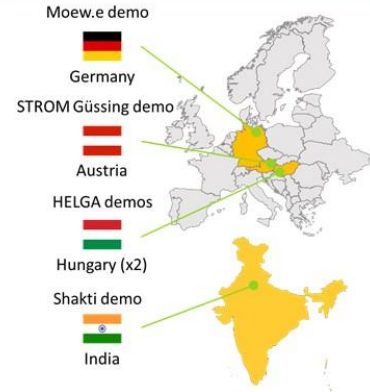 Moew.e demo
Germany
STROM Güssing demo
Austria
HELGA demos
Hungary (x2)
Shakti demo
India